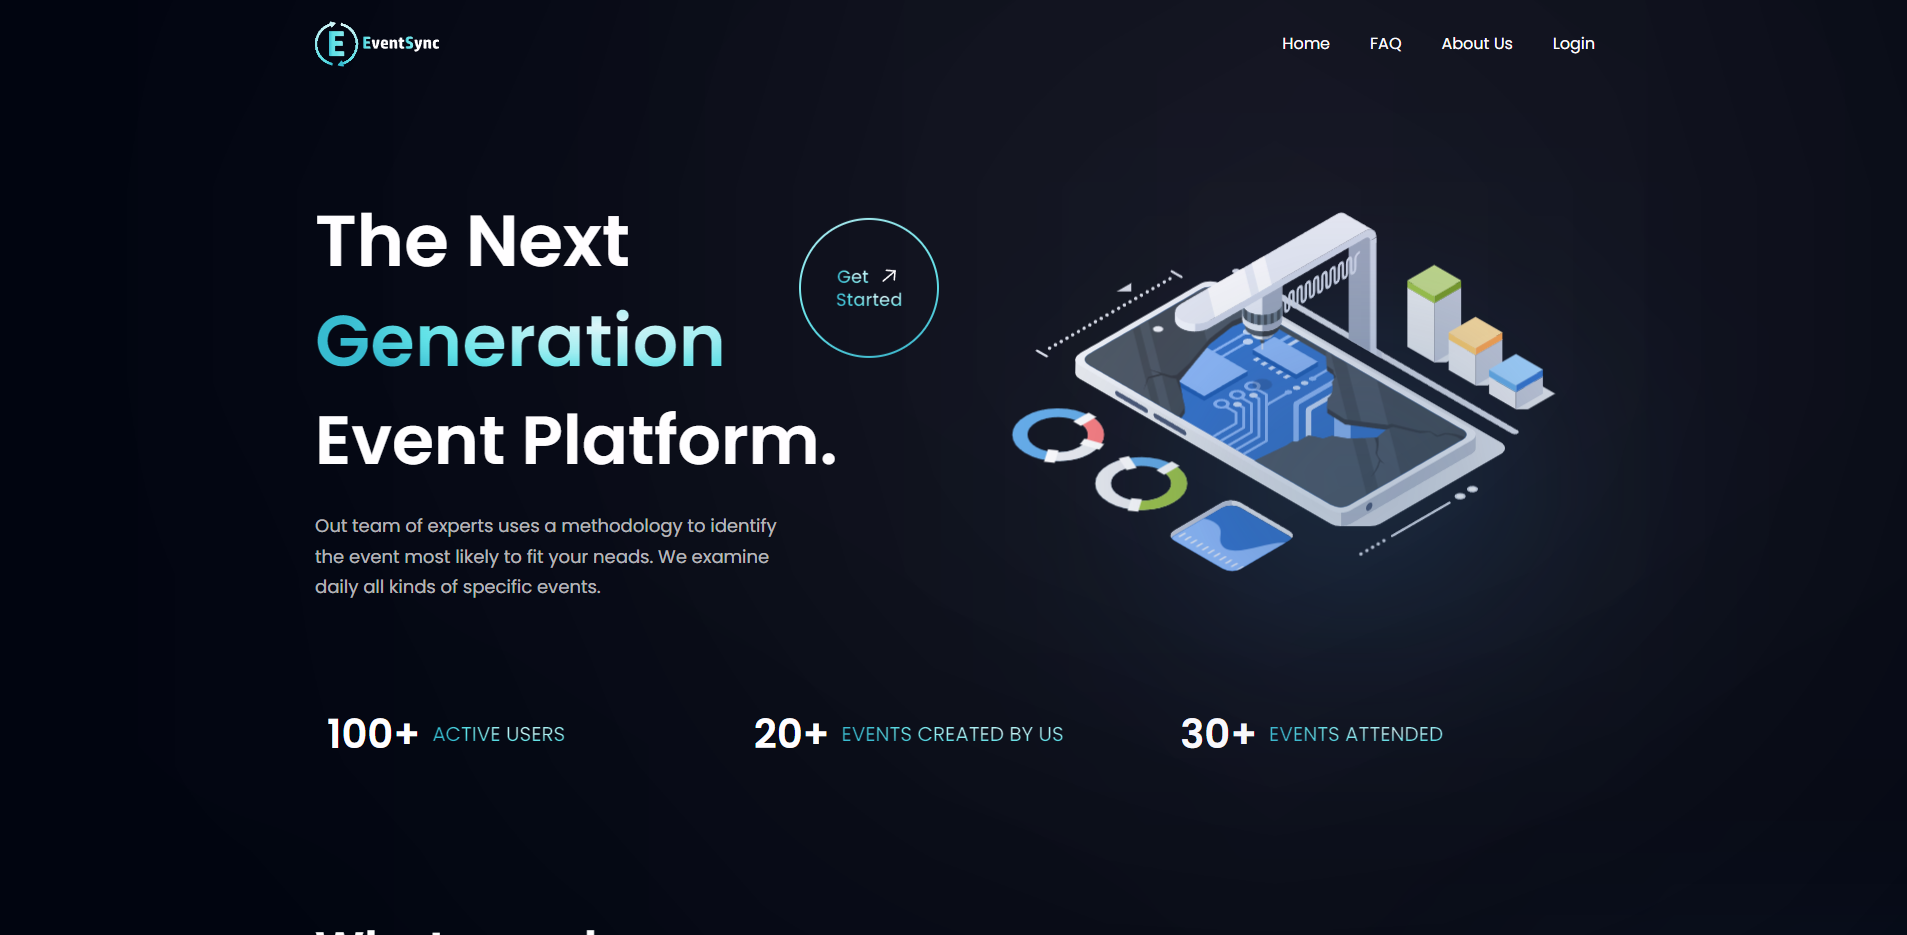 E EventSync
Home FAQ About Us Login
The Next
Generation
Event Platform.
Get
Started
Out team of experts uses a methodology to identify
the event most likely to fit your neads. We examine
daily all kinds of specific events.
100+ ACTIVE USERS
20+ EVENTS CREATED BY US
30+ EVENTS ATTENDED